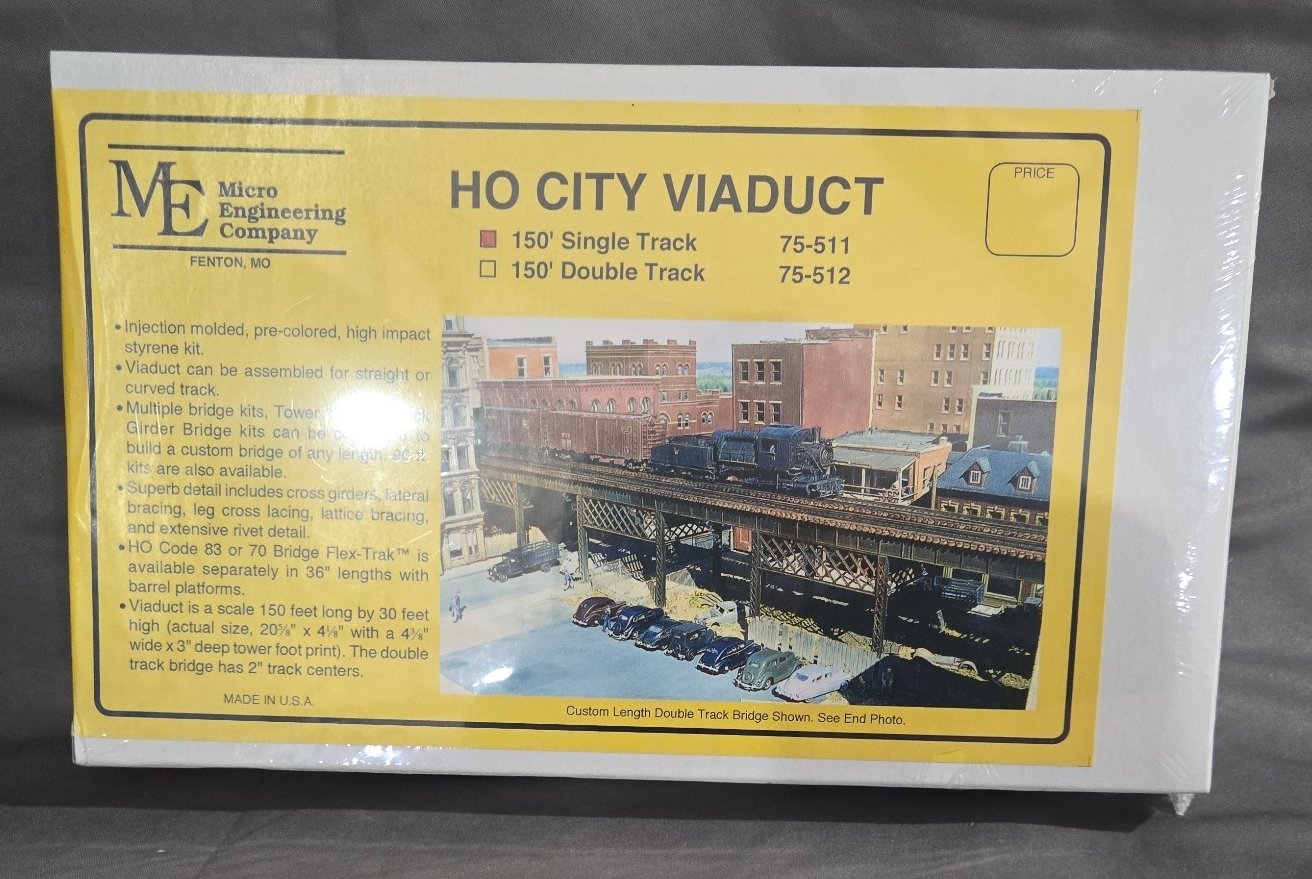 ME Micro
Engineering
Company
FENTON, MO
HO CITY VIADUCT
150' Single Track 75-511
150' Double Track 75-512
PRICE
• Injection molded, pre-colored, high impact
styrene kit.
• Viaduct can be assembled for straight or
curved track.
• Multiple bridge kits, Tower
Girder Bridge kits can be
build a custom bridge of any length. 90 ft.
kits are also available.
• Superb detail includes cross girders, lateral
bracing, leg cross lacing, lattice bracing,
and extensive rivet detail.
• HO Code 83 or 70 Bridge Flex-Trak™ is
available separately in 36" lengths with
barrel platforms.
• Viaduct is a scale 150 feet long by 30 feet
high (actual size, 20⅝" x 4⅛" with a 4⅜"
wide x 3" deep tower foot print). The double
track bridge has 2" track centers.
MADE IN U.S.A.
Custom Length Double Track Bridge Shown. See End Photo.